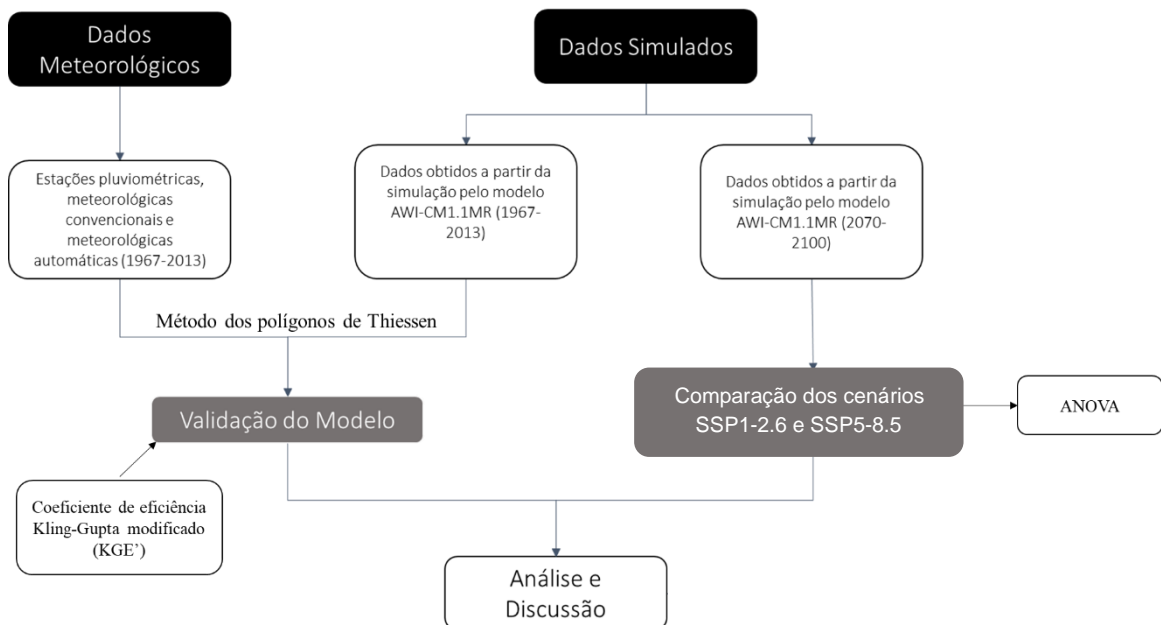 Dados
Meteorológicos
Dados Simulados
Estações pluviométricas,
meteorológicas
convencionais e
meteorológicas
automáticas (1967-2013)
Dados obtidos a partir da
simulação pelo modelo
AWI-CM1.1MR (1967-
2013)
Dados obtidos a partir da
simulação pelo modelo
AWI-CM1.1MR (2070-
2100)
Método dos polígonos de Thiessen
Validação do Modelo
Comparação dos cenários
SSP1-2.6 e SSP5-8.5
ANOVA
Coeficiente de eficiência
Kling-Gupta modificado
(KGE’)
Análise e
Discussão